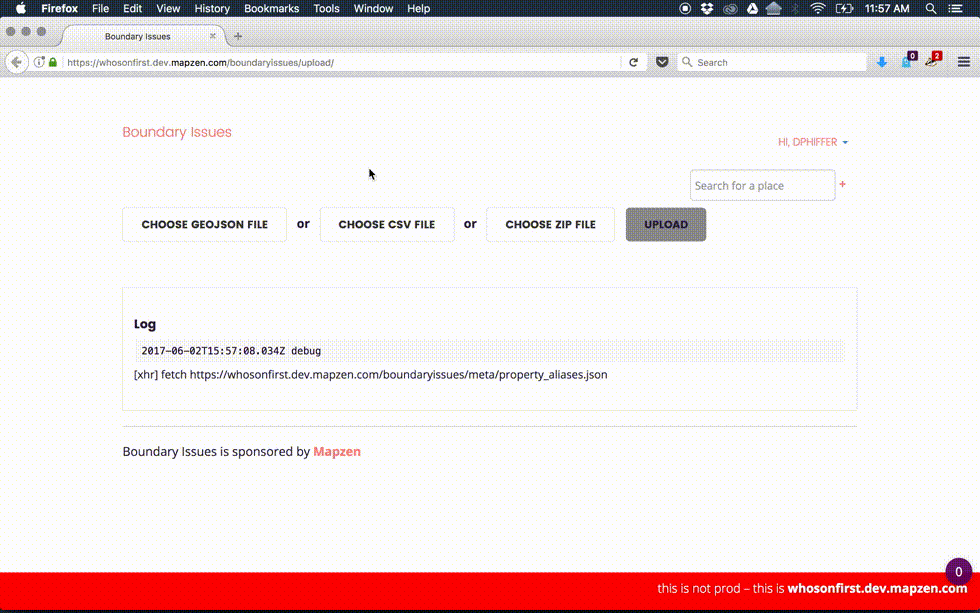 Firefox File Edit View History Bookmarks Tools Window Help 11:57 AM
Boundary Issues
https://whosonfirst.dev.mapzen.com/boundaryissues/upload/ Search 0 2
Boundary Issues
HI, DPHIFFER
Search for a place +
CHOOSE GEOJSON FILE or CHOOSE CSV FILE or CHOOSE ZIP FILE UPLOAD
Log
2017-06-02T15:57:08.034Z debug
[xhr] fetch https://whosonfirst.dev.mapzen.com/boundaryissues/meta/property_aliases.json
Boundary Issues is sponsored by Mapzen
0
this is not prod – this is whosonfirst.dev.mapzen.com